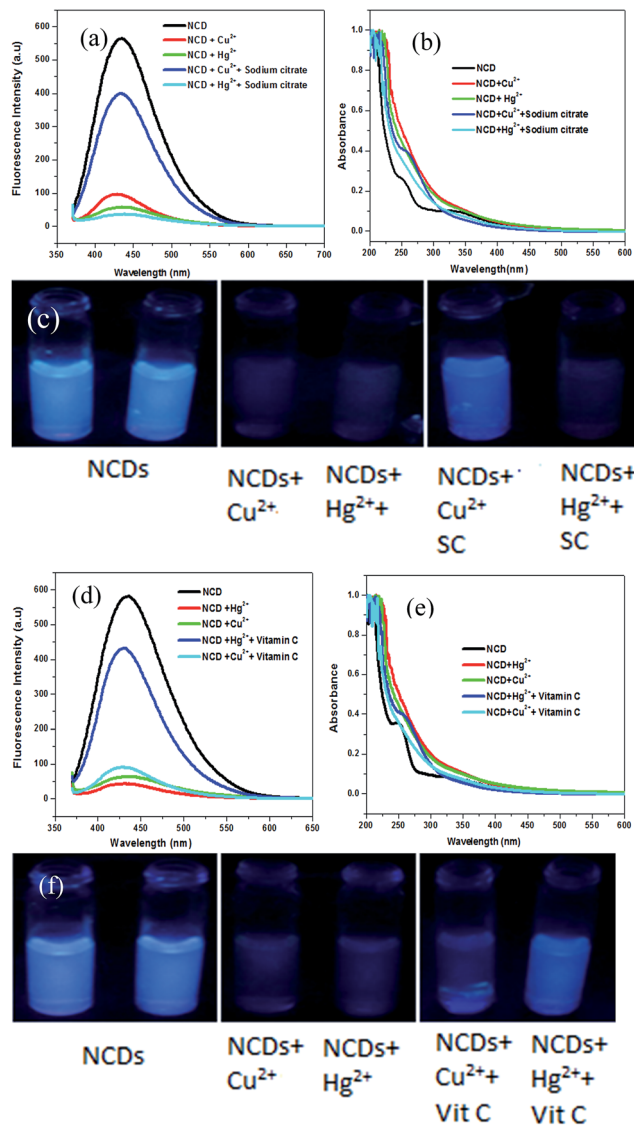 (a)
NCD
NCD + Cu²⁺
NCD + Hg²⁺
NCD + Cu²⁺ + Sodium citrate
NCD + Hg²⁺ + Sodium citrate
Fluorescence Intensity (a.u)
600
500
400
300
200
100
0
350 400 450 500 550 600 650 700
Wavelength (nm)
(b)
NCD
NCD+Cu²⁺
NCD+ Hg²⁺
NCD+Cu²⁺+Sodium citrate
NCD+Hg²⁺+Sodium citrate
Absorbance
1.0
0.8
0.6
0.4
0.2
0.0
200 250 300 350 400 450 500 550 600
Wavelength(nm)
(c)
NCDs
NCDs+
Cu²⁺
NCDs+
Hg²⁺+
NCDs+
Cu²⁺
SC
NCDs+
Hg²⁺+
SC
(d)
NCD
NCD +Hg²⁺
NCD + Cu²⁺
NCD +Hg²⁺+ Vitamin C
NCD +Cu²⁺ + Vitamin C
Fluorescence Intensity (a.u)
600
500
400
300
200
100
0
350 400 450 500 550 600 650
Wavelength (nm)
(e)
NCD
NCD+Hg²⁺
NCD+Cu²⁺
NCD+Hg²⁺+ Vitamin C
NCD+Cu²⁺+ Vitamin C
Absorbance
1.0
0.8
0.6
0.4
0.2
0.0
200 250 300 350 400 450 500 550 600
Wavelength (nm)
(f)
NCDs
NCDs+
Cu²⁺
NCDs+
Hg²⁺
NCDs+
Cu²⁺+
Vit C
NCDs+
Hg²⁺+
Vit C